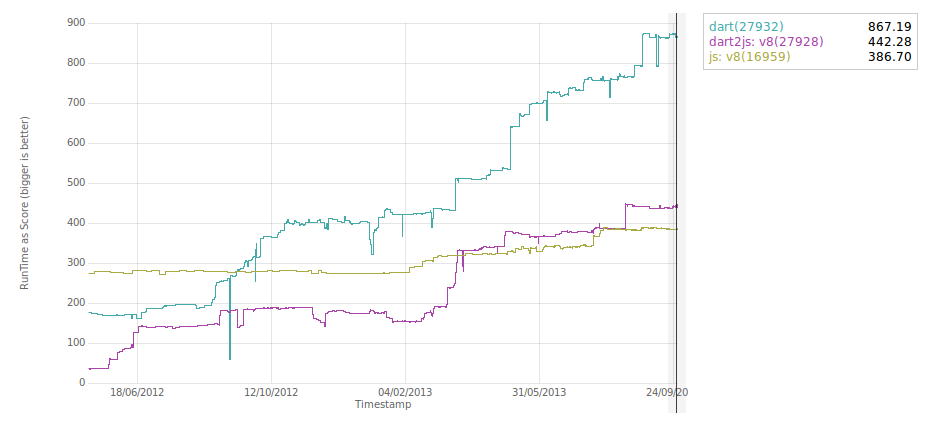 900
800
700
600
500
400
300
200
100
0
RunTime as Score (bigger is better)
18/06/2012 12/10/2012 04/02/2013 31/05/2013 24/09/20
Timestamp
dart(27932) 867.19
dart2js: v8(27928) 442.28
js: v8(16959) 386.70